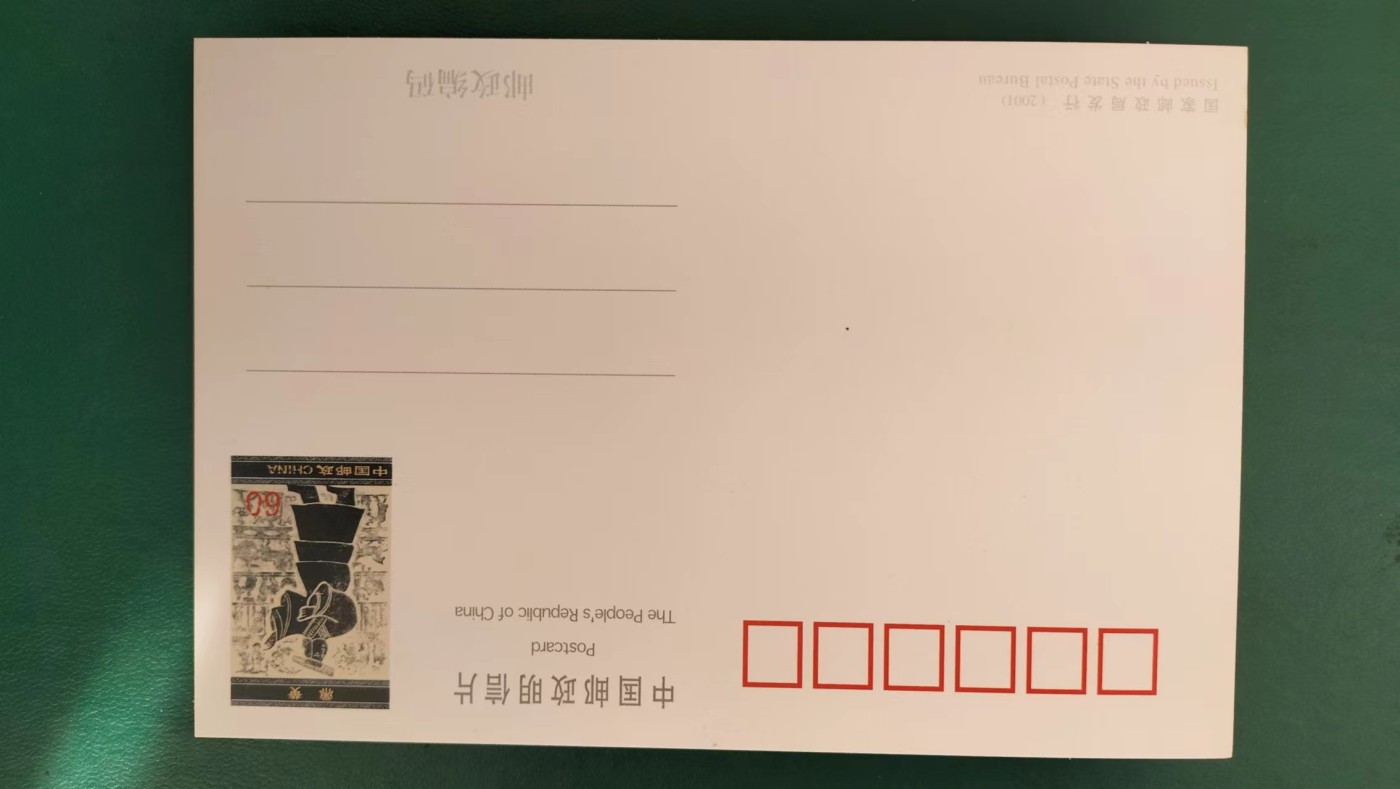 中国邮政明信片
Postcard
The People's Republic of China
60
中国邮政 CHINA
国家邮政局发行 (2001)
Issued by the State Postal Bureau
邮政编码